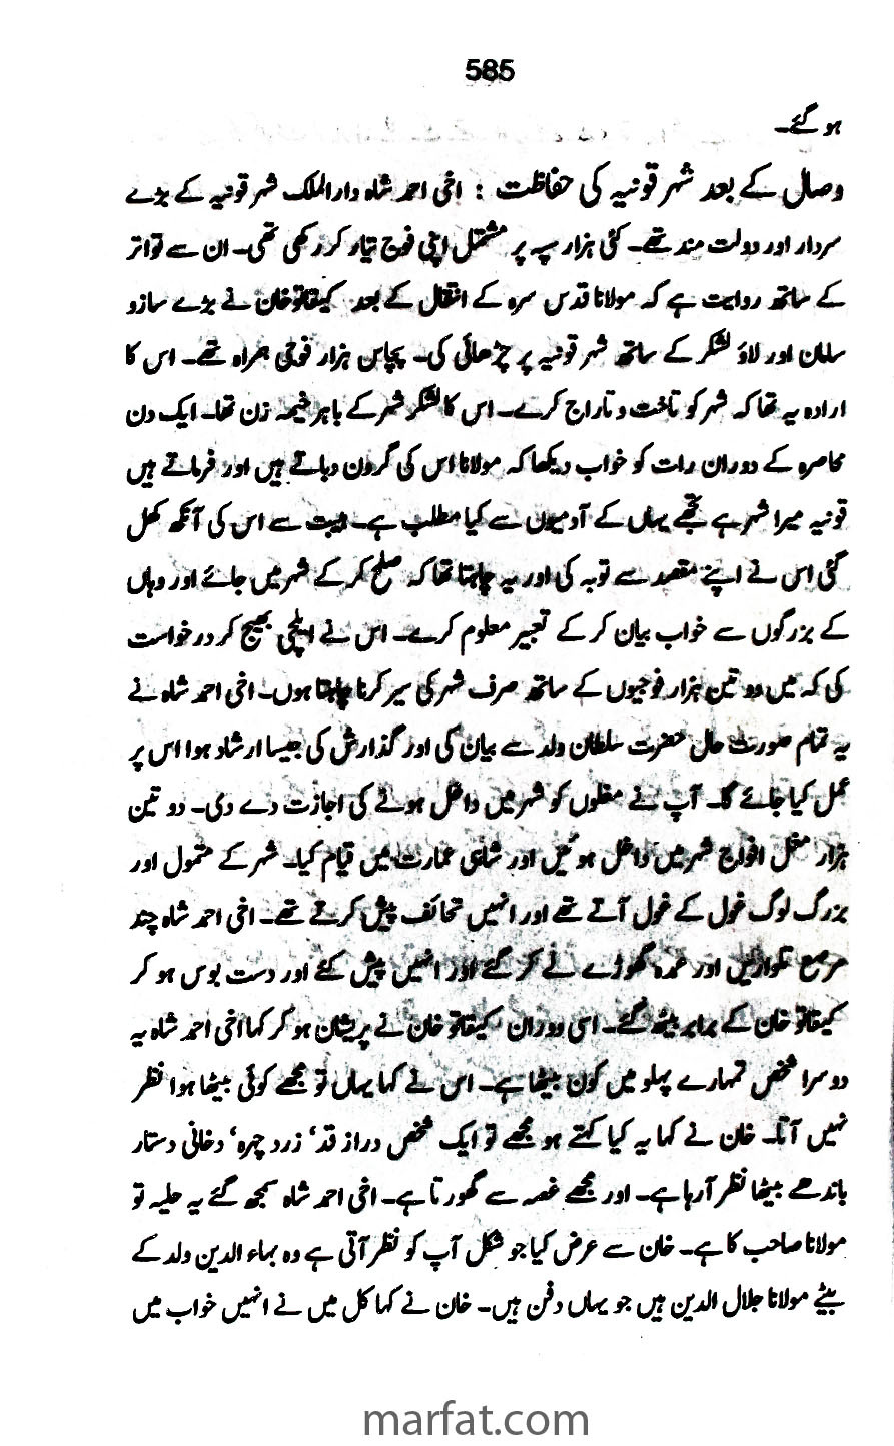 585
ہو گئے۔
وصال کے بعد شہر قونیہ کی حفاظت : اخی احمد شاہ دارالملک شہر قونیہ کے بڑے
سردار اور دولت مند تھے۔ کئی ہزار سپہ پر مشتمل اپنی فوج تیار کر رکھی تھی۔ ان سے تواتر
کے ساتھ روایت ہے کہ مولانا قدس سرہ کے انتقال کے بعد کیغاتو خان نے بڑے سازو
سامان اور لاؤ لشکر کے ساتھ شہر قونیہ پر چڑھائی کی۔ پچاس ہزار فوجی ہمراہ تھے۔ اس کا
ارادہ یہ تھا کہ شہر کو تاخت و تاراج کرے۔ اس کا لشکر شہر کے باہر خیمہ زن تھا۔ ایک دن
محاصرہ کے دوران رات کو خواب دیکھا کہ مولانا اس کی گردن دباتے ہیں اور فرماتے ہیں
قونیہ میرا شہر ہے تجھے یہاں کے آدمیوں سے کیا مطلب ہے۔ ہیبت سے اس کی آنکھ کھل
گئی اس نے اپنے مقصد سے توبہ کی اور یہ چاہتا تھا کہ صلح کر کے شہر میں جائے اور وہاں
کے بزرگوں سے خواب بیان کر کے تعبیر معلوم کرے۔ اس نے ایلچی بھیج کر درخواست
کی کہ میں دو تین ہزار فوجیوں کے ساتھ صرف شہر کی سیر کرنا چاہتا ہوں۔ اخی احمد شاہ نے
یہ تمام صورت حال حضرت سلطان ولد سے بیان کی اور گذارش کی جیسا ارشاد ہوا اس پر
عمل کیا جائے گا۔ آپ نے مغلوں کو شہر میں داخل ہونے کی اجازت دے دی۔ دو تین
ہزار مغل افواج شہر میں داخل ہوئیں اور شاہی عمارت میں قیام کیا۔ شہر کے متمول اور
بزرگ لوگ غول کے غول آتے تھے اور انہیں تحائف پیش کرتے تھے۔ اخی احمد شاہ چند
مرصع تلواریں اور عمدہ گھوڑے لے کر گئے اور انہیں پیش کئے اور دست بوس ہو کر
کیغاتو خان کے برابر بیٹھ گئے۔ اسی دوران کیغاتو خان نے پریشان ہو کر کہا اخی احمد شاہ یہ
دوسرا شخص تمہارے پہلو میں کون بیٹھا ہے۔ اس نے کہا یہاں تو مجھے کوئی بیٹھا ہوا نظر
نہیں آتا۔ خان نے کہا یہ کیا کہتے ہو مجھے تو ایک شخص دراز قد‘ زرد چہرہ‘ دخانی دستار
باندھے بیٹھا نظر آرہا ہے۔ اور مجھے غصہ سے گھورتا ہے۔ اخی احمد شاہ سمجھ گئے یہ حلیہ تو
مولانا صاحب کا ہے۔ خان سے عرض کیا جو شکل آپ کو نظر آتی ہے وہ بہاء الدین ولد کے
بیٹے مولانا جلال الدین ہیں جو یہاں دفن ہیں۔ خان نے کہا کل میں نے انہیں خواب میں
marfat.com